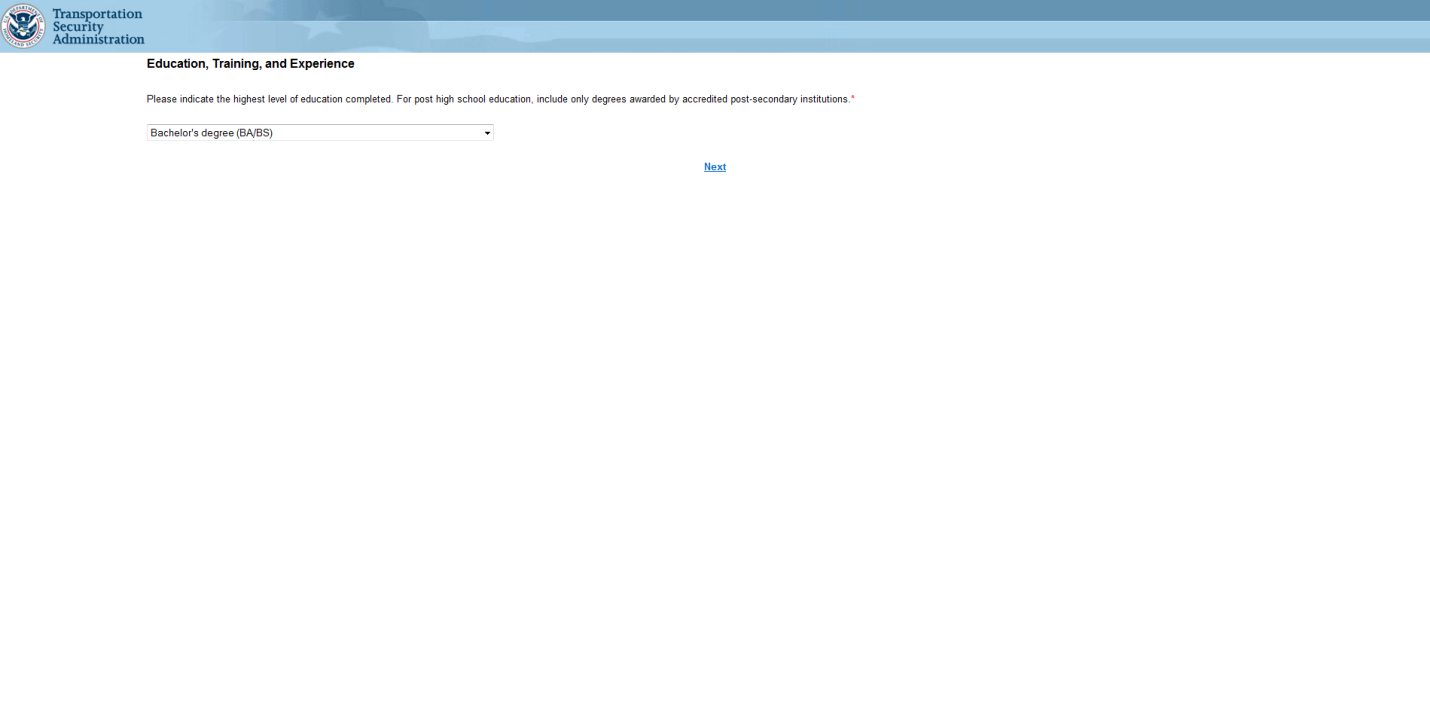 Transportation
Security
Administration
Education, Training, and Experience
Please indicate the highest level of education completed. For post high school education, include only degrees awarded by accredited post-secondary institutions.*
Bachelor's degree (BA/BS)
Next